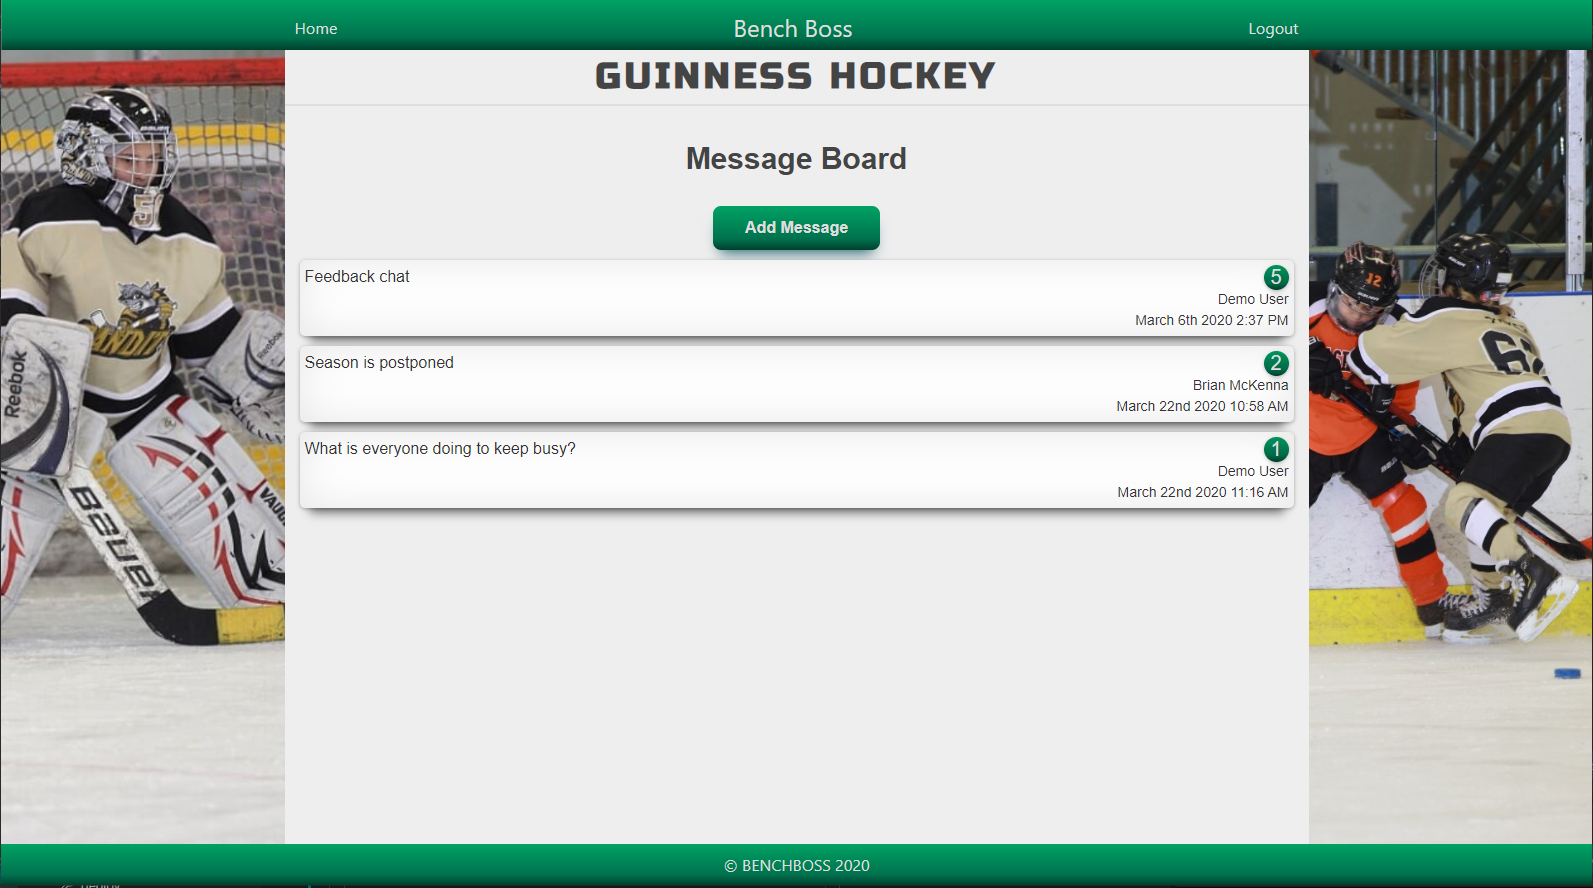 Home
Bench Boss
Logout
GUINNESS HOCKEY
Message Board
Add Message
Feedback chat
5
Demo User
March 6th 2020 2:37 PM
Season is postponed
2
Brian McKenna
March 22nd 2020 10:58 AM
What is everyone doing to keep busy?
1
Demo User
March 22nd 2020 11:16 AM
© BENCHBOSS 2020
Reebok
BAUER
12